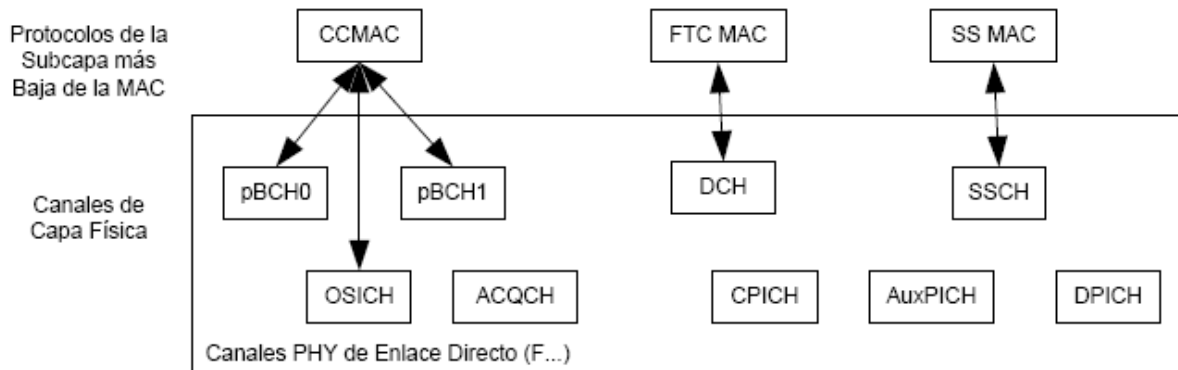 Protocolos de la
Subcapa más
Baja de la MAC
CCMAC
FTC MAC
SS MAC
Canales de
Capa Física
pBCH0
pBCH1
DCH
SSCH
OSICH
ACQCH
CPICH
AuxPICH
DPICH
Canales PHY de Enlace Directo (F...)